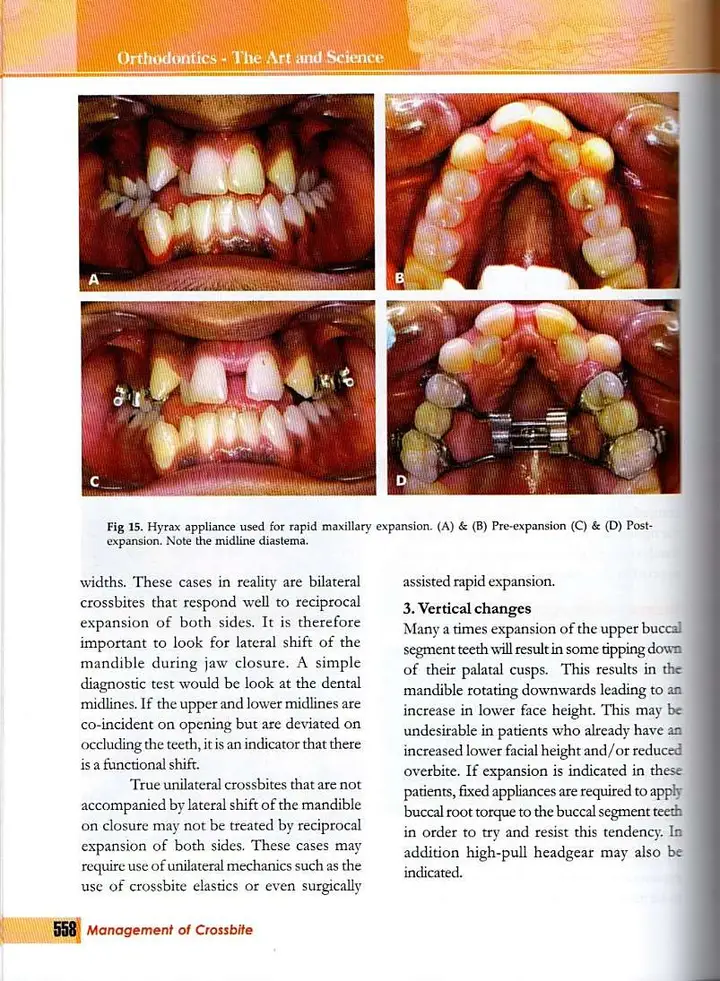 Orthodontics - The Art and Science
A
B
C
D
Fig 15. Hyrax appliance used for rapid maxillary expansion. (A) & (B) Pre-expansion (C) & (D) Post-
expansion. Note the midline diastema.
widths. These cases in reality are bilateral
crossbites that respond well to reciprocal
expansion of both sides. It is therefore
important to look for lateral shift of the
mandible during jaw closure. A simple
diagnostic test would be look at the dental
midlines. If the upper and lower midlines are
co-incident on opening but are deviated on
occluding the teeth, it is an indicator that there
is a functional shift.
True unilateral crossbites that are not
accompanied by lateral shift of the mandible
on closure may not be treated by reciprocal
expansion of both sides. These cases may
require use of unilateral mechanics such as the
use of crossbite elastics or even surgically
assisted rapid expansion.
3. Vertical changes
Many a times expansion of the upper buccal
segment teeth will result in some tipping down
of their palatal cusps. This results in the
mandible rotating downwards leading to an
increase in lower face height. This may be
undesirable in patients who already have an
increased lower facial height and/or reduced
overbite. If expansion is indicated in these
patients, fixed appliances are required to apply
buccal root torque to the buccal segment teeth
in order to try and resist this tendency. In
addition high-pull headgear may also be
indicated.
558 Management of Crossbite